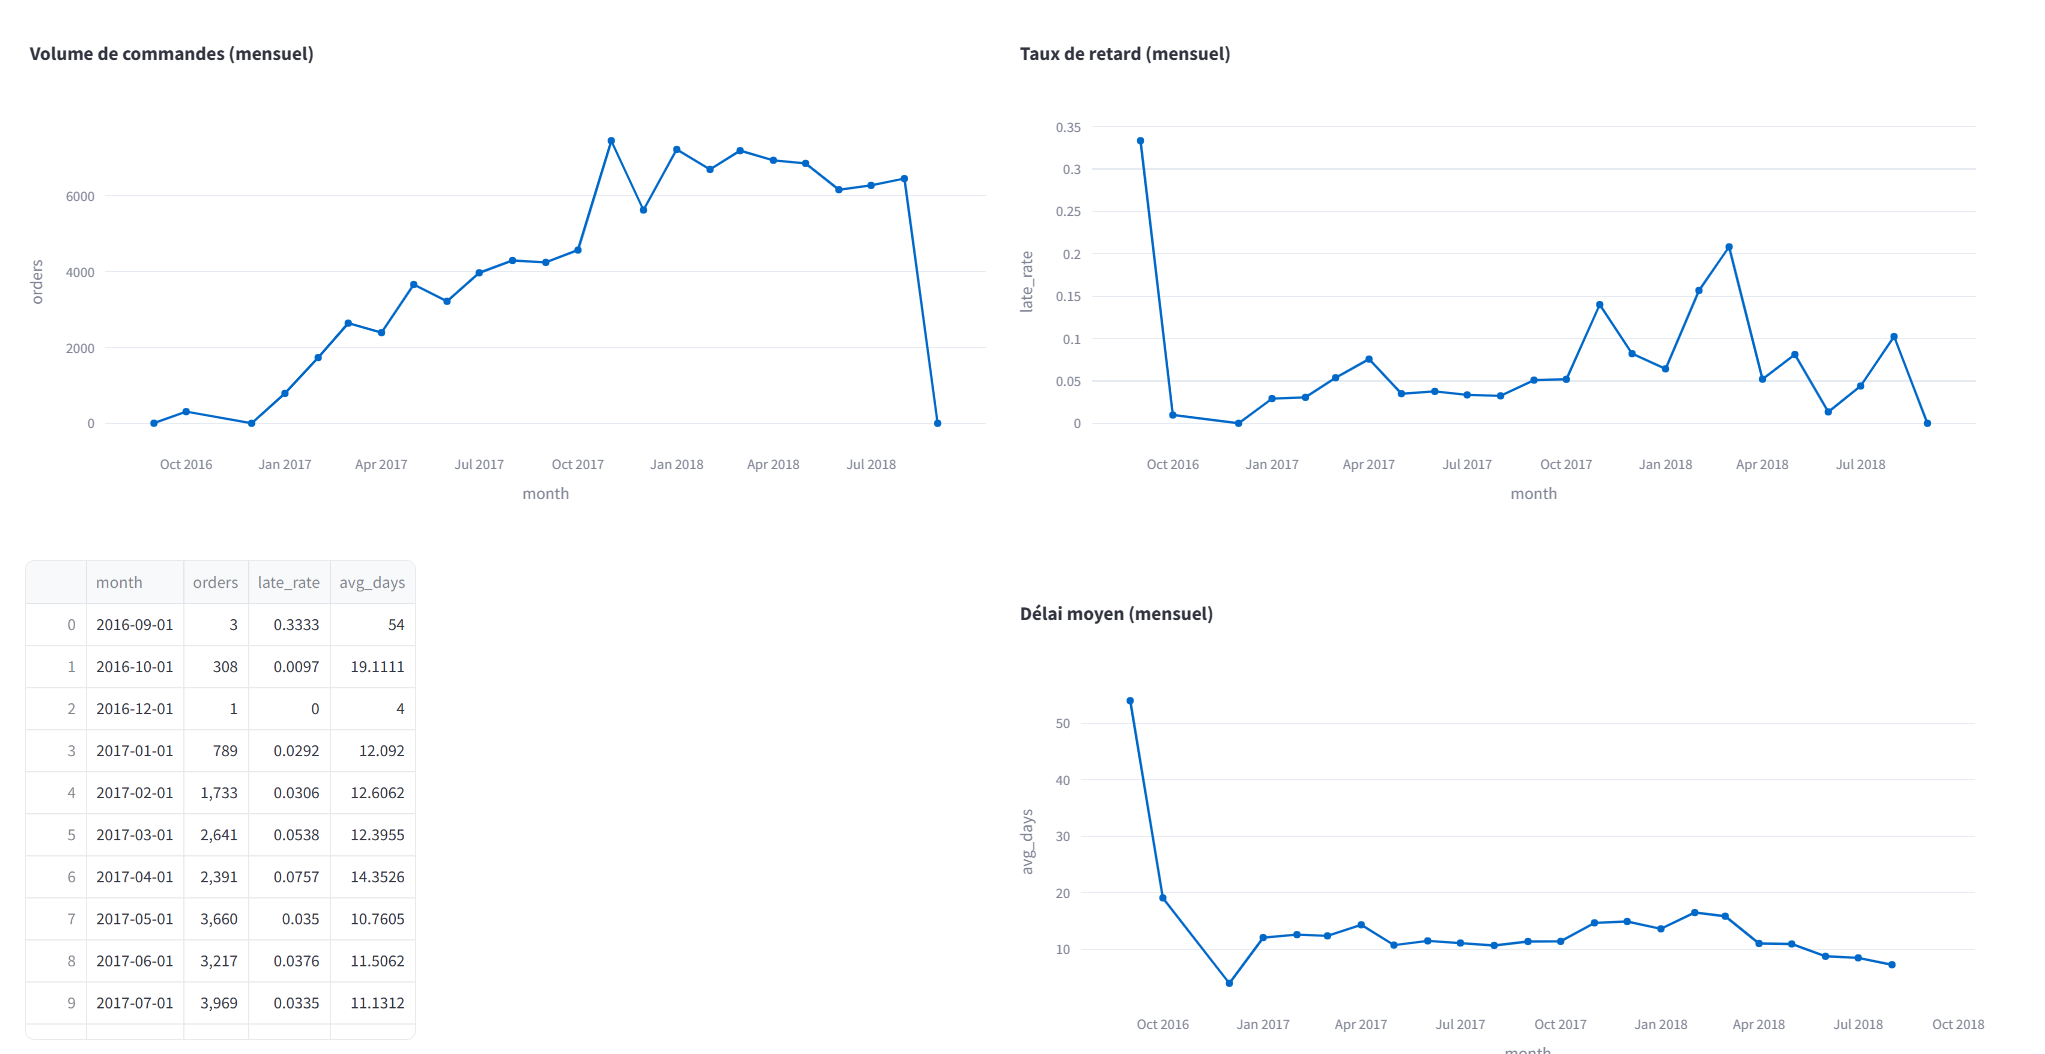 Volume de commandes (mensuel)
orders
6000
4000
2000
0
Oct 2016 Jan 2017 Apr 2017 Jul 2017 Oct 2017 Jan 2018 Apr 2018 Jul 2018
month
Taux de retard (mensuel)
late_rate
0.35
0.3
0.25
0.2
0.15
0.1
0.05
0
Oct 2016 Jan 2017 Apr 2017 Jul 2017 Oct 2017 Jan 2018 Apr 2018 Jul 2018
month
month orders late_rate avg_days
0 2016-09-01 3 0.3333 54
1 2016-10-01 308 0.0097 19.1111
2 2016-12-01 1 0 4
3 2017-01-01 789 0.0292 12.092
4 2017-02-01 1,733 0.0306 12.6062
5 2017-03-01 2,641 0.0538 12.3955
6 2017-04-01 2,391 0.0757 14.3526
7 2017-05-01 3,660 0.035 10.7605
8 2017-06-01 3,217 0.0376 11.5062
9 2017-07-01 3,969 0.0335 11.1312
Délai moyen (mensuel)
avg_days
50
40
30
20
10
Oct 2016 Jan 2017 Apr 2017 Jul 2017 Oct 2017 Jan 2018 Apr 2018 Jul 2018 Oct 2018
month